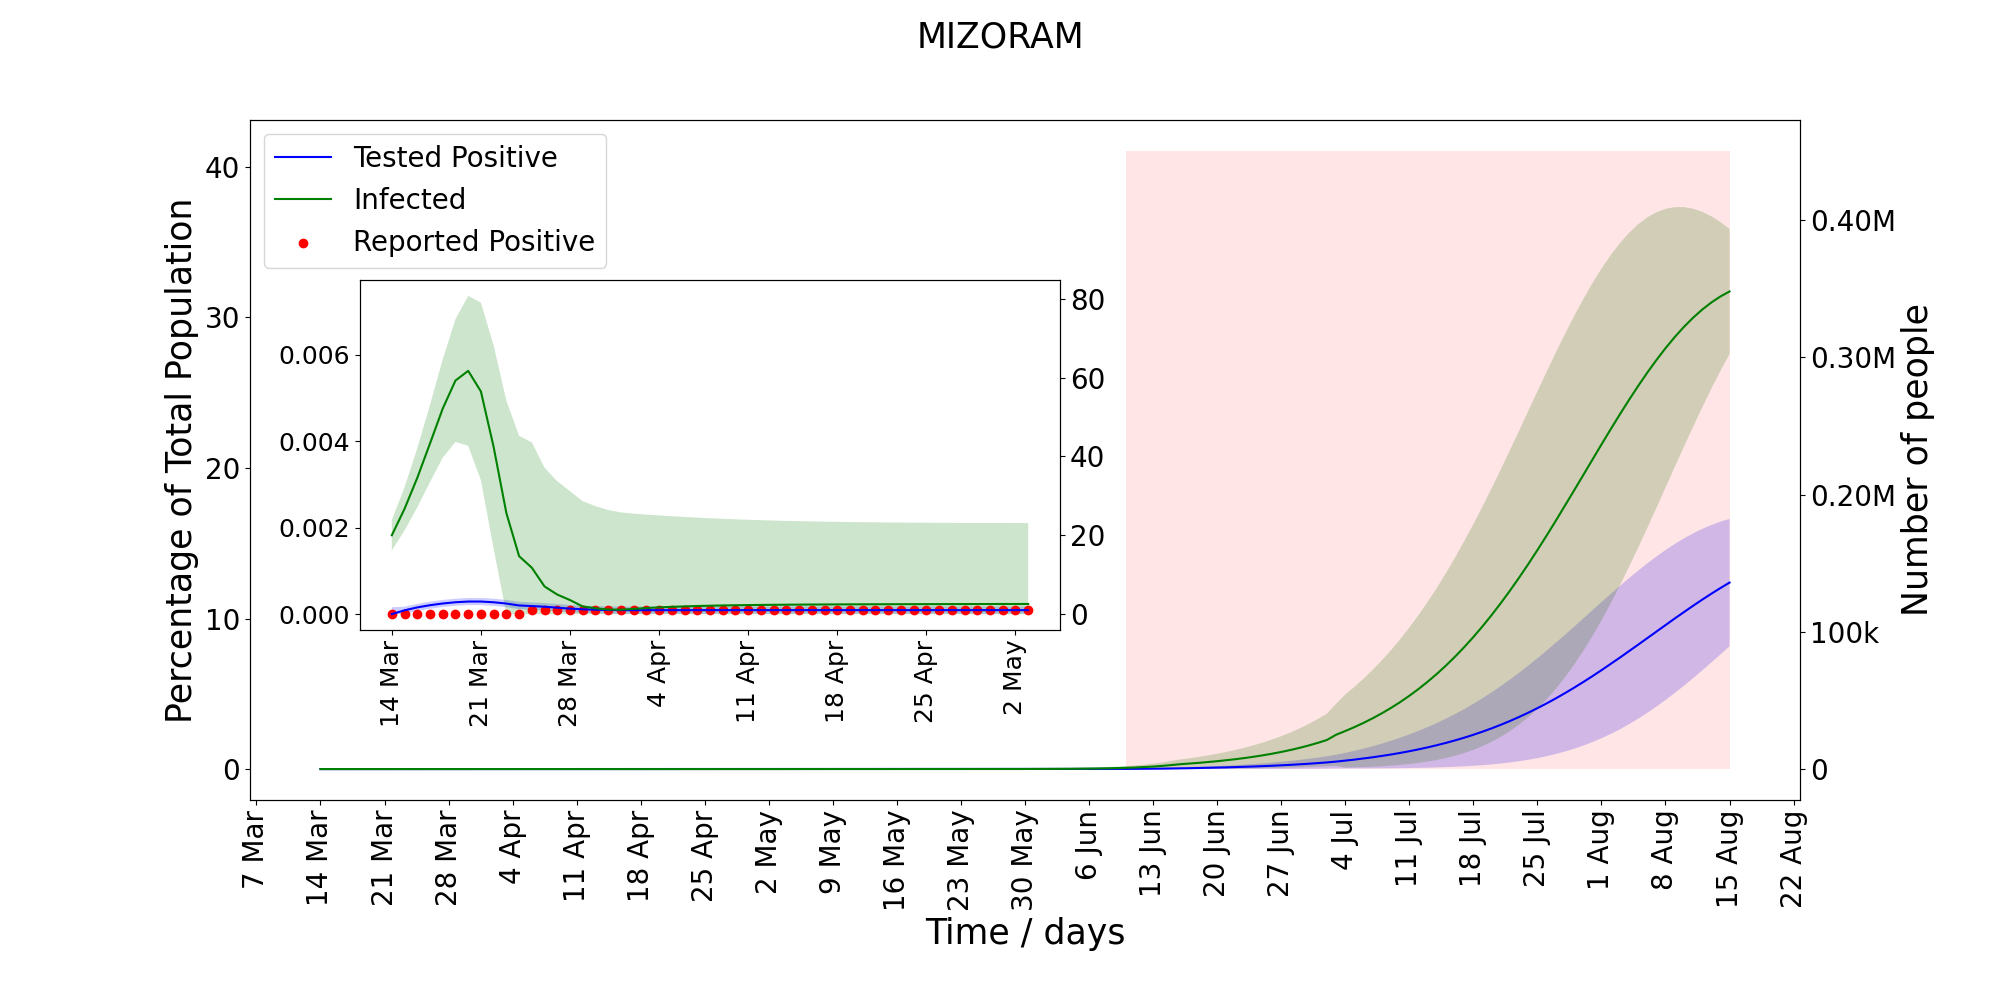 MIZORAM
Tested Positive
Infected
Reported Positive
Percentage of Total Population
40
30
20
10
0
0.006
0.004
0.002
0.000
80
60
40
20
0
14 Mar
21 Mar
28 Mar
4 Apr
11 Apr
18 Apr
25 Apr
2 May
0.40M
0.30M
0.20M
100k
0
Number of people
7 Mar
14 Mar
21 Mar
28 Mar
4 Apr
11 Apr
18 Apr
25 Apr
2 May
9 May
16 May
23 May
30 May
6 Jun
13 Jun
20 Jun
27 Jun
4 Jul
11 Jul
18 Jul
25 Jul
1 Aug
8 Aug
15 Aug
22 Aug
Time / days